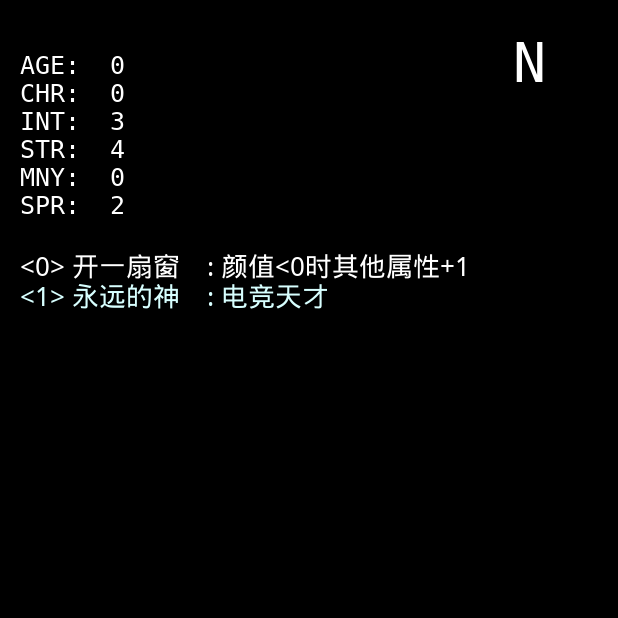 N
AGE: 0
CHR: 0
INT: 3
STR: 4
MNY: 0
SPR: 2
<0> 开一扇窗 :颜值<0时其他属性+1
<1> 永远的神 :电竞天才